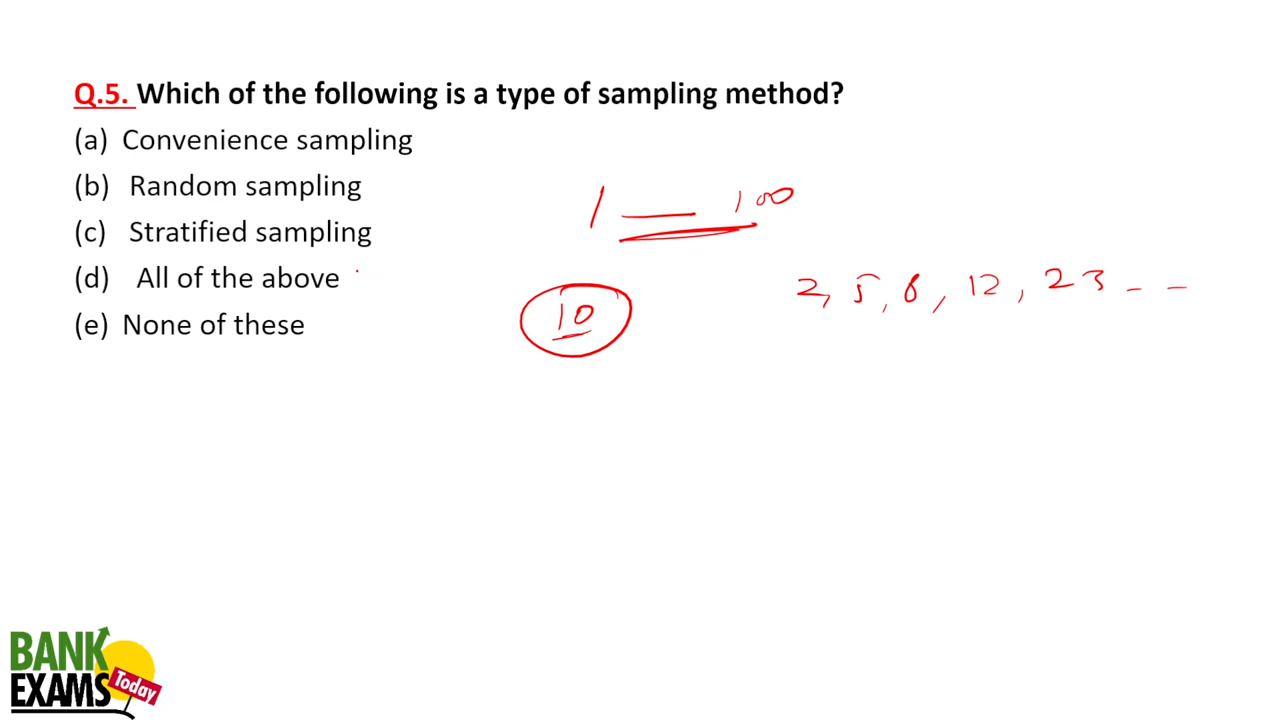 Q.5. Which of the following is a type of sampling method?
(a) Convenience sampling
(b) Random sampling
(c) Stratified sampling
(d) All of the above
(e) None of these
1 — 100
10
2, 5, 6, 12, 23 - -
BANK
EXAMS
Today